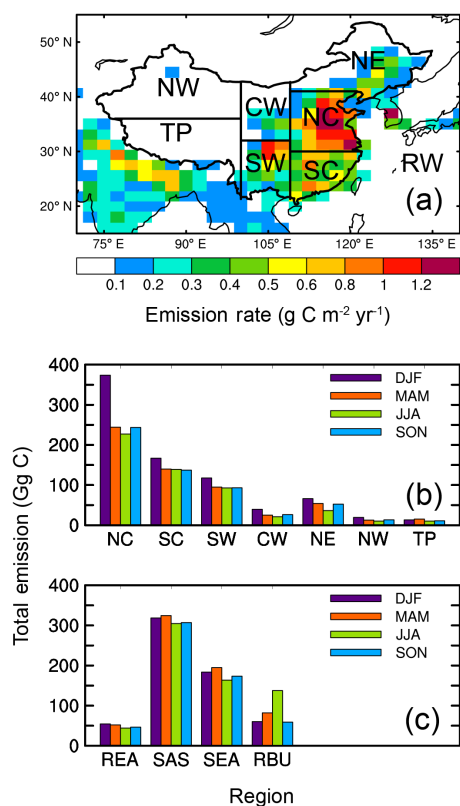 50° N
40° N
30° N
20° N
NE
NW
CW
NC
TP
SW
SC
RW
(a)
75° E 90° E 105° E 120° E 135° E
0.1 0.2 0.3 0.4 0.5 0.6 0.8 1 1.2
Emission rate (g C m⁻² yr⁻¹)
Total emission (Gg C)
400
300
200
100
0
DJF
MAM
JJA
SON
(b)
NC SC SW CW NE NW TP
400
300
200
100
0
DJF
MAM
JJA
SON
(c)
REA SAS SEA RBU
Region